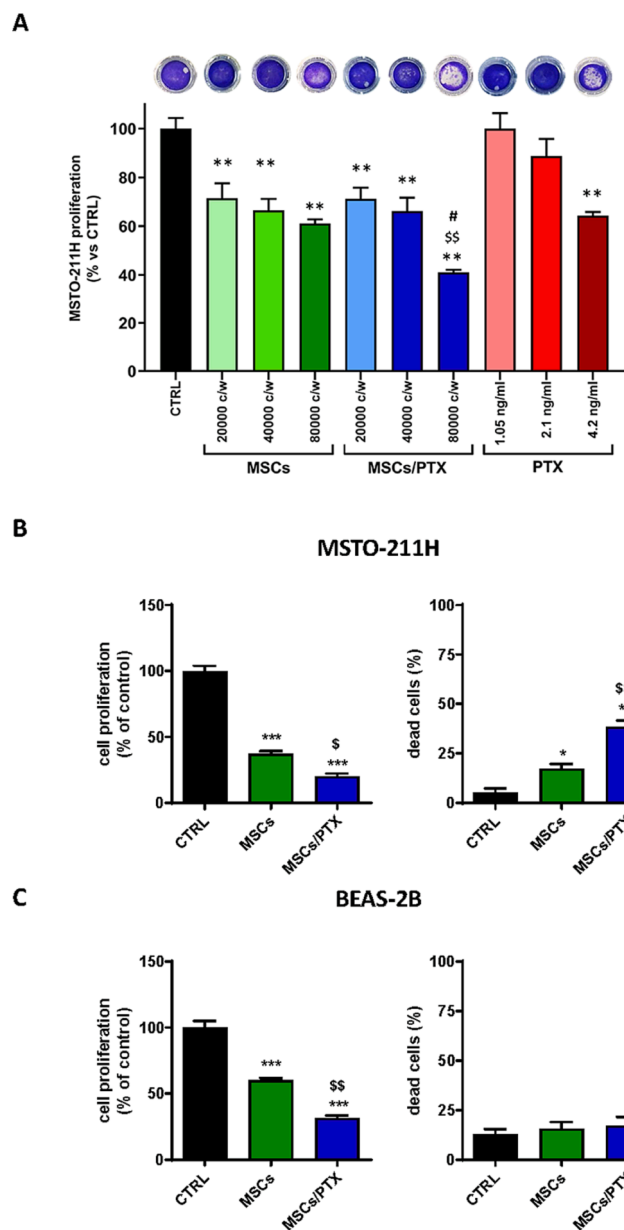 A
MSTO-211H proliferation
(% vs CTRL)
100
80
60
40
20
0
** ** ** ** ** # $$ ** **
CTRL
20000 c/w
40000 c/w
80000 c/w
20000 c/w
40000 c/w
80000 c/w
1.05 ng/ml
2.1 ng/ml
4.2 ng/ml
MSCs MSCs/PTX PTX
B
MSTO-211H
cell proliferation
(% of control)
150
100
50
0
***
$
***
CTRL
MSCs
MSCs/PTX
dead cells (%)
100
75
50
25
0
*
$
*
CTRL
MSCs
MSCs/PTX
C
BEAS-2B
cell proliferation
(% of control)
150
100
50
0
***
$$
***
CTRL
MSCs
MSCs/PTX
dead cells (%)
100
75
50
25
0
CTRL
MSCs
MSCs/PTX